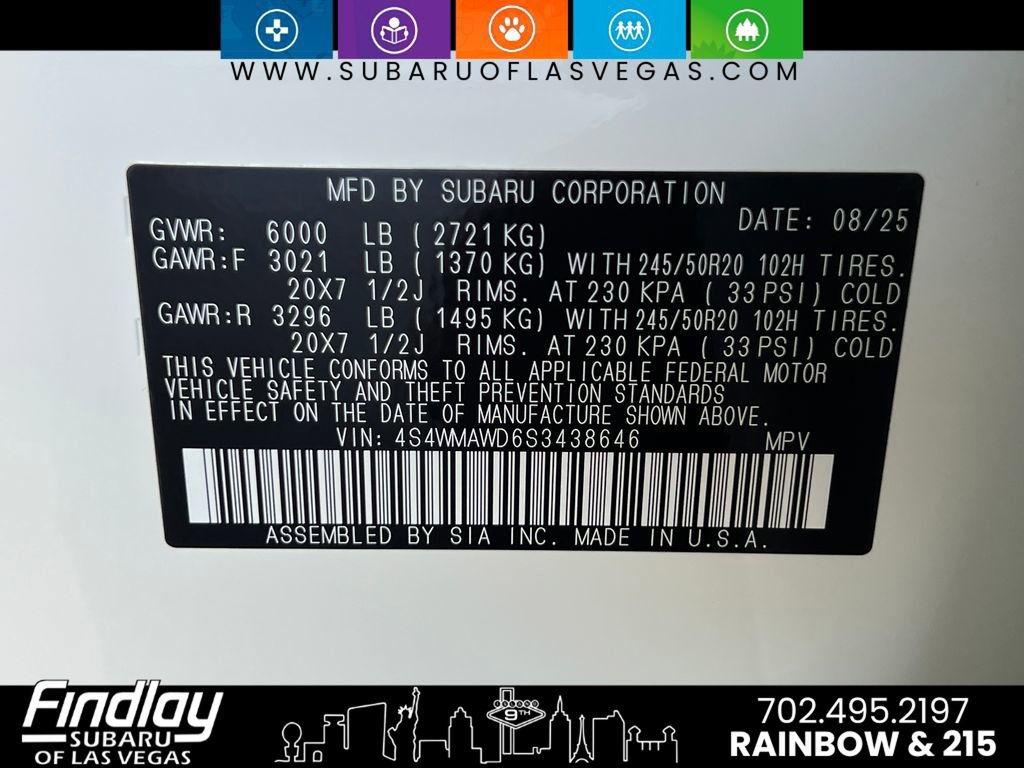 WWW.SUBARUOFLASVEGAS.COM
MFD BY SUBARU CORPORATION
DATE: 08/25
GVWR: 6000 LB ( 2721 KG)
GAWR:F 3021 LB ( 1370 KG) WITH 245/50R20 102H TIRES.
20X7 1/2J RIMS. AT 230 KPA ( 33 PSI) COLD
GAWR:R 3296 LB ( 1495 KG) WITH 245/50R20 102H TIRES.
20X7 1/2J RIMS. AT 230 KPA ( 33 PSI) COLD
THIS VEHICLE CONFORMS TO ALL APPLICABLE FEDERAL MOTOR
VEHICLE SAFETY AND THEFT PREVENTION STANDARDS
IN EFFECT ON THE DATE OF MANUFACTURE SHOWN ABOVE.
VIN: 4S4WMAWD6S3438646 MPV
ASSEMBLED BY SIA INC. MADE IN U.S.A.
Findlay
SUBARU
OF LAS VEGAS
9TH
702.495.2197
RAINBOW & 215